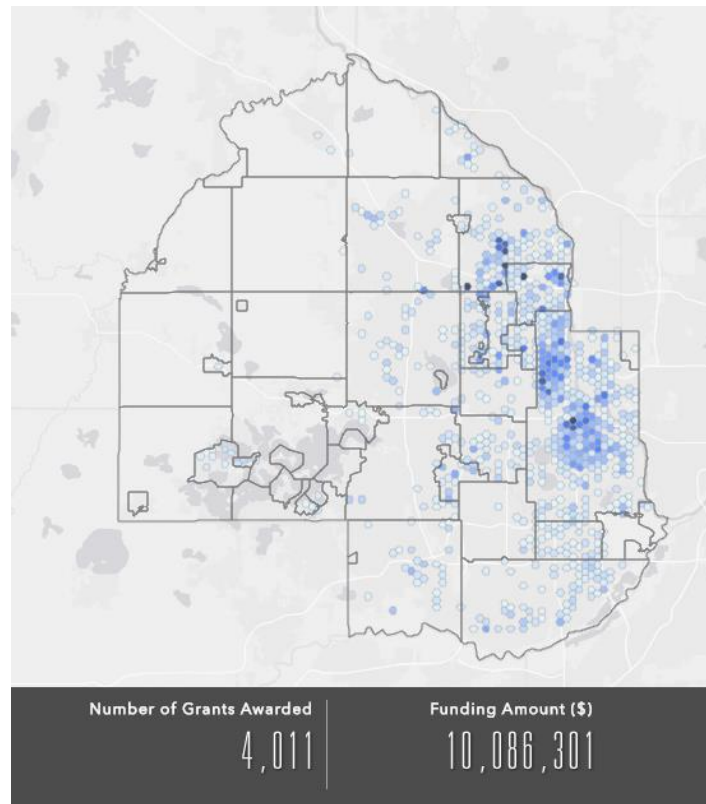 Number of Grants Awarded
4,011
Funding Amount ($)
10,086,301